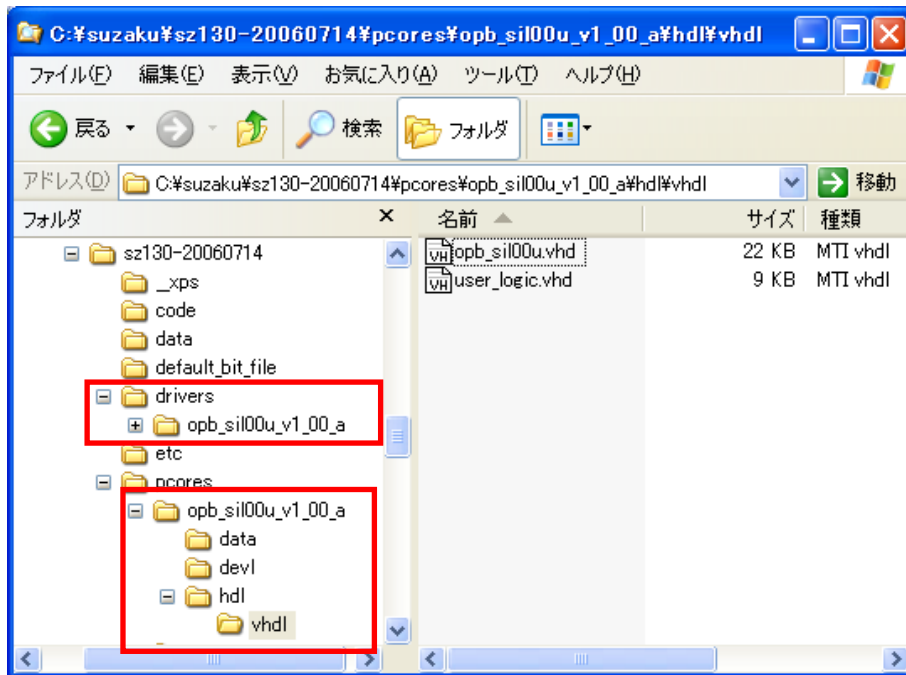 C:¥suzaku¥sz130-20060714¥pcores¥opb_sil00u_v1_00_a¥hdl¥vhdl
ファイル(F) 編集(E) 表示(V) お気に入り(A) ツール(T) ヘルプ(H)
戻る 検索 フォルダ
アドレス(D) C:¥suzaku¥sz130-20060714¥pcores¥opb_sil00u_v1_00_a¥hdl¥vhdl 移動
フォルダ × 名前 サイズ 種類
sz130-20060714 opb_sil00u.vhd 22 KB MTI vhdl
_xps user_logic.vhd 9 KB MTI vhdl
code
data
default_bit_file
drivers
opb_sil00u_v1_00_a
etc
pcores
opb_sil00u_v1_00_a
data
devl
hdl
vhdl